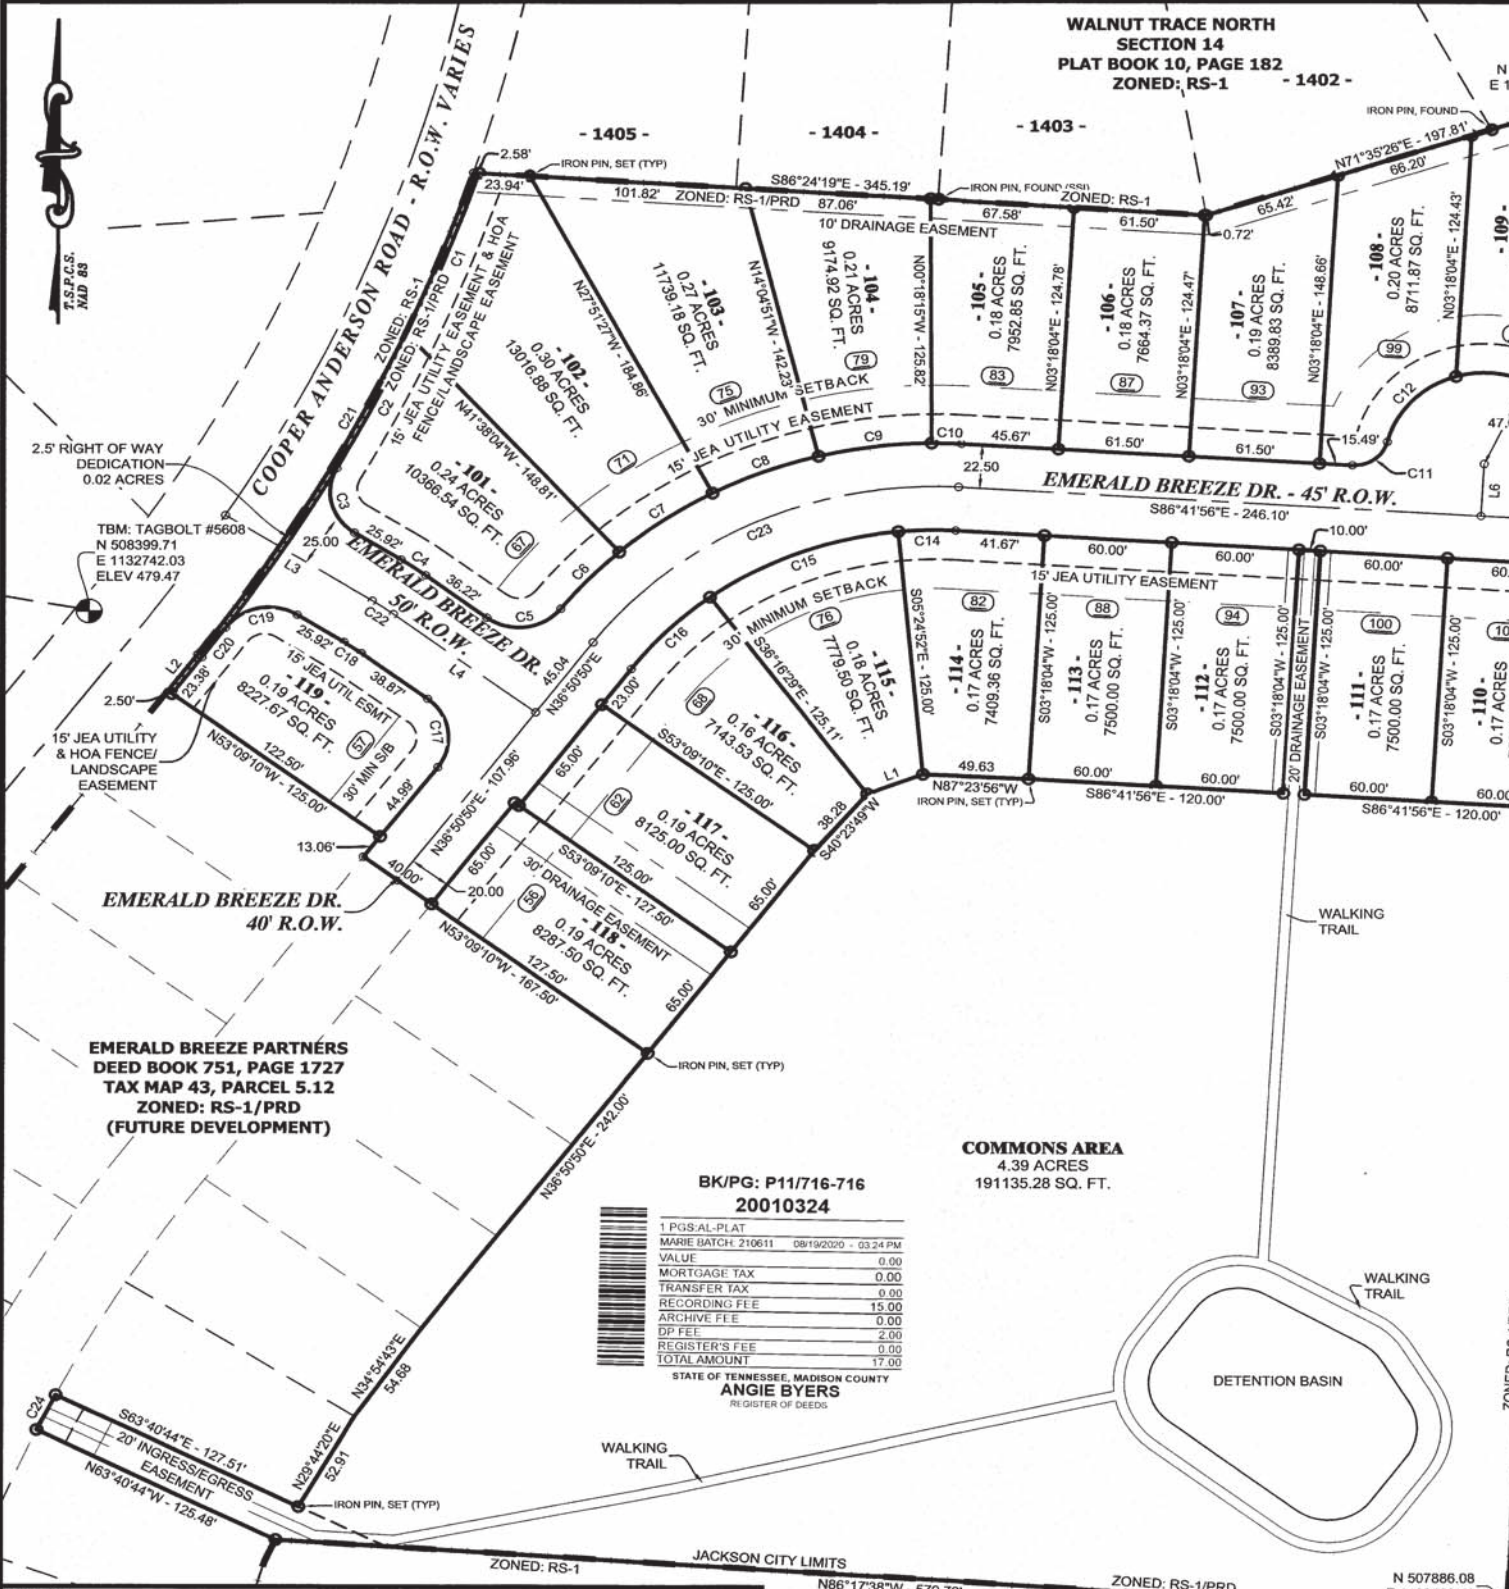 WALNUT TRACE NORTH
SECTION 14
PLAT BOOK 10, PAGE 182
ZONED: RS-1
- 1402 -
- 1403 -
- 1404 -
- 1405 -
N
E 1
IRON PIN, FOUND
N71°35'26"E - 197.81'
66.20'
65.42'
0.72'
T.S.P.C.S.
NAD 83
COOPER ANDERSON ROAD - R.O.W. VARIES
2.58'
IRON PIN, SET (TYP)
23.94'
101.82'
ZONED: RS-1/PRD
S86°24'19"E - 345.19'
87.06'
IRON PIN, FOUND (SSI)
ZONED: RS-1
67.58'
61.50'
10' DRAINAGE EASEMENT
ZONED: RS-1
ZONED: RS-1/PRD
C1
C2
C21
15' JEA UTILITY EASEMENT & HOA
FENCE/LANDSCAPE EASEMENT
- 101 -
0.24 ACRES
10366.54 SQ. FT.
67
N41°38'04"W - 148.81'
- 102 -
0.30 ACRES
13016.88 SQ. FT.
71
N27°51'27"W - 184.86'
- 103 -
0.27 ACRES
11739.18 SQ. FT.
75
N14°04'51"W - 142.23'
- 104 -
0.21 ACRES
9174.92 SQ. FT.
79
N00°18'15"W - 125.82'
- 105 -
0.18 ACRES
7952.85 SQ. FT.
83
N03°18'04"E - 124.78'
- 106 -
0.18 ACRES
7664.37 SQ. FT.
87
N03°18'04"E - 124.47'
- 107 -
0.19 ACRES
8389.83 SQ. FT.
93
N03°18'04"E - 148.66'
- 108 -
0.20 ACRES
8711.87 SQ. FT.
99
N03°18'04"E - 124.43'
- 109 -
30' MINIMUM SETBACK
15' JEA UTILITY EASEMENT
C3
25.92'
C4
36.22'
C5
C6
C7
C8
C9
C10
45.67'
61.50'
61.50'
15.49'
C11
C12
47.
L6
22.50
EMERALD BREEZE DR. - 45' R.O.W.
S86°41'56"E - 246.10'
C23
2.5' RIGHT OF WAY
DEDICATION
0.02 ACRES
TBM: TAGBOLT #5608
N 508399.71
E 1132742.03
ELEV 479.47
25.00
L3
C22
L4
EMERALD BREEZE DR.
50' R.O.W.
45.04
N36°50'50"E
N36°50'50"E - 107.96'
C19
25.92'
C18
38.87'
C17
44.99'
C20
L2
23.38'
2.50'
15' JEA UTILITY
& HOA FENCE/
LANDSCAPE
EASEMENT
15' JEA UTIL ESMT
- 119 -
0.19 ACRES
8227.67 SQ. FT.
57
30' MIN S/B
122.50'
N53°09'10"W - 125.00'
13.06'
40.00'
20.00
EMERALD BREEZE DR.
40' R.O.W.
C14
C15
C16
41.67'
60.00'
60.00'
10.00'
60.00'
60.
15' JEA UTILITY EASEMENT
30' MINIMUM SETBACK
23.00'
65.00'
65.00'
68
- 116 -
0.16 ACRES
7143.53 SQ. FT.
S53°09'10"E - 125.00'
S36°16'29"E - 125.11'
76
- 115 -
0.18 ACRES
7779.50 SQ. FT.
S05°24'52"E - 125.00'
82
- 114 -
0.17 ACRES
7409.36 SQ. FT.
S03°18'04"W - 125.00'
88
- 113 -
0.17 ACRES
7500.00 SQ. FT.
S03°18'04"W - 125.00'
94
- 112 -
0.17 ACRES
7500.00 SQ. FT.
S03°18'04"W - 125.00'
20' DRAINAGE EASEMENT
S03°18'04"W - 125.00'
100
- 111 -
0.17 ACRES
7500.00 SQ. FT.
S03°18'04"W - 125.00'
10
- 110 -
0.17 AC
L1
49.63
N87°23'56"W
IRON PIN, SET (TYP)
60.00'
60.00'
S86°41'56"E - 120.00'
60.00'
60.00
S86°41'56"E - 120.00'
38.28
S40°23'49"W
62
- 117 -
0.19 ACRES
8125.00 SQ. FT.
125.00'
S53°09'10"E - 127.50'
65.00'
30' DRAINAGE EASEMENT
56
- 118 -
0.19 ACRES
8287.50 SQ. FT.
127.50'
N53°09'10"W - 167.50'
65.00'
IRON PIN, SET (TYP)
WALKING
TRAIL
EMERALD BREEZE PARTNERS
DEED BOOK 751, PAGE 1727
TAX MAP 43, PARCEL 5.12
ZONED: RS-1/PRD
(FUTURE DEVELOPMENT)
N36°50'50"E - 242.00'
COMMONS AREA
4.39 ACRES
191135.28 SQ. FT.
BK/PG: P11/716-716
20010324
1 PGS:AL-PLAT
MARIE BATCH: 210611 08/19/2020 - 03:24 PM
VALUE 0.00
MORTGAGE TAX 0.00
TRANSFER TAX 0.00
RECORDING FEE 15.00
ARCHIVE FEE 0.00
DP FEE 2.00
REGISTER'S FEE 0.00
TOTAL AMOUNT 17.00
STATE OF TENNESSEE, MADISON COUNTY
ANGIE BYERS
REGISTER OF DEEDS
WALKING
TRAIL
DETENTION BASIN
N34°54'43"E
54.68
N29°44'20"E
52.91
C24
S63°40'44"E - 127.51'
20' INGRESS/EGRESS
EASEMENT
N63°40'44"W - 125.48'
IRON PIN, SET (TYP)
WALKING
TRAIL
JACKSON CITY LIMITS
ZONED: RS-1
ZONED: RS-1/PRD
N 507886.08